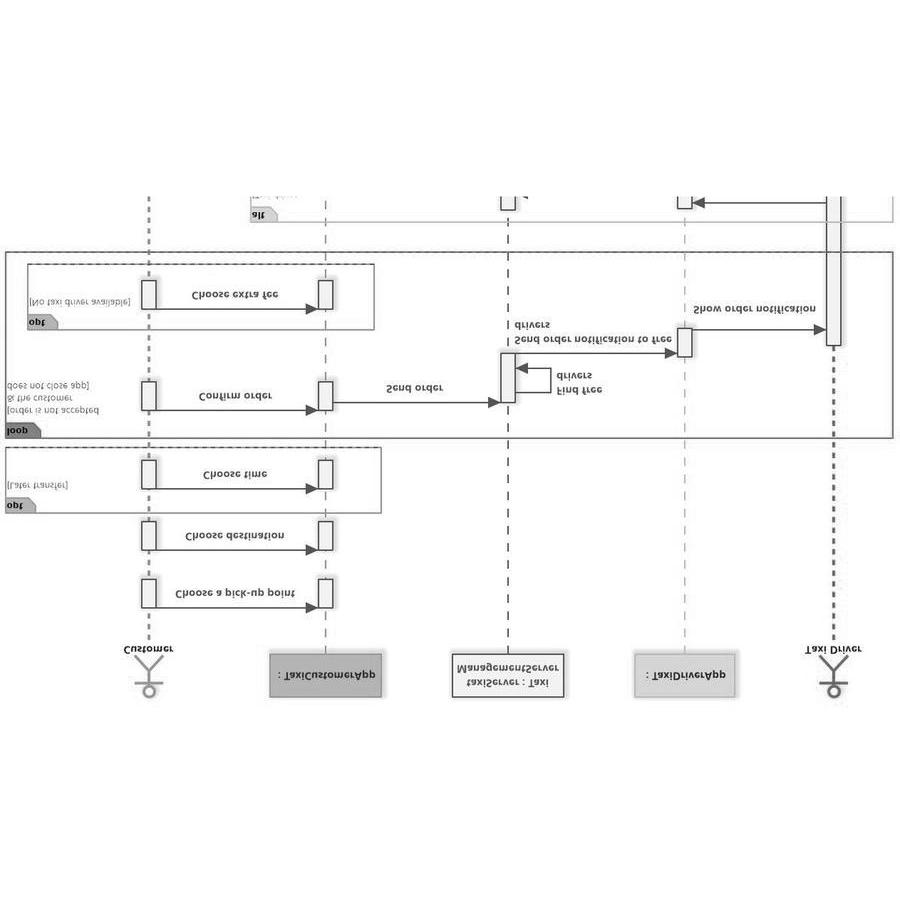 Customer
: TaxiCustomerApp
taxiServer : Taxi
ManagementServer
: TaxiDriverApp
Taxi Driver
Choose a pick-up point
Choose destination
opt
[Later transfer]
Choose time
loop
[order is not accepted
& the customer
does not close app]
Confirm order
Send order
Find free
drivers
Send order notification to free
drivers
Show order notification
opt
[No taxi driver available]
Choose extra fee
alt